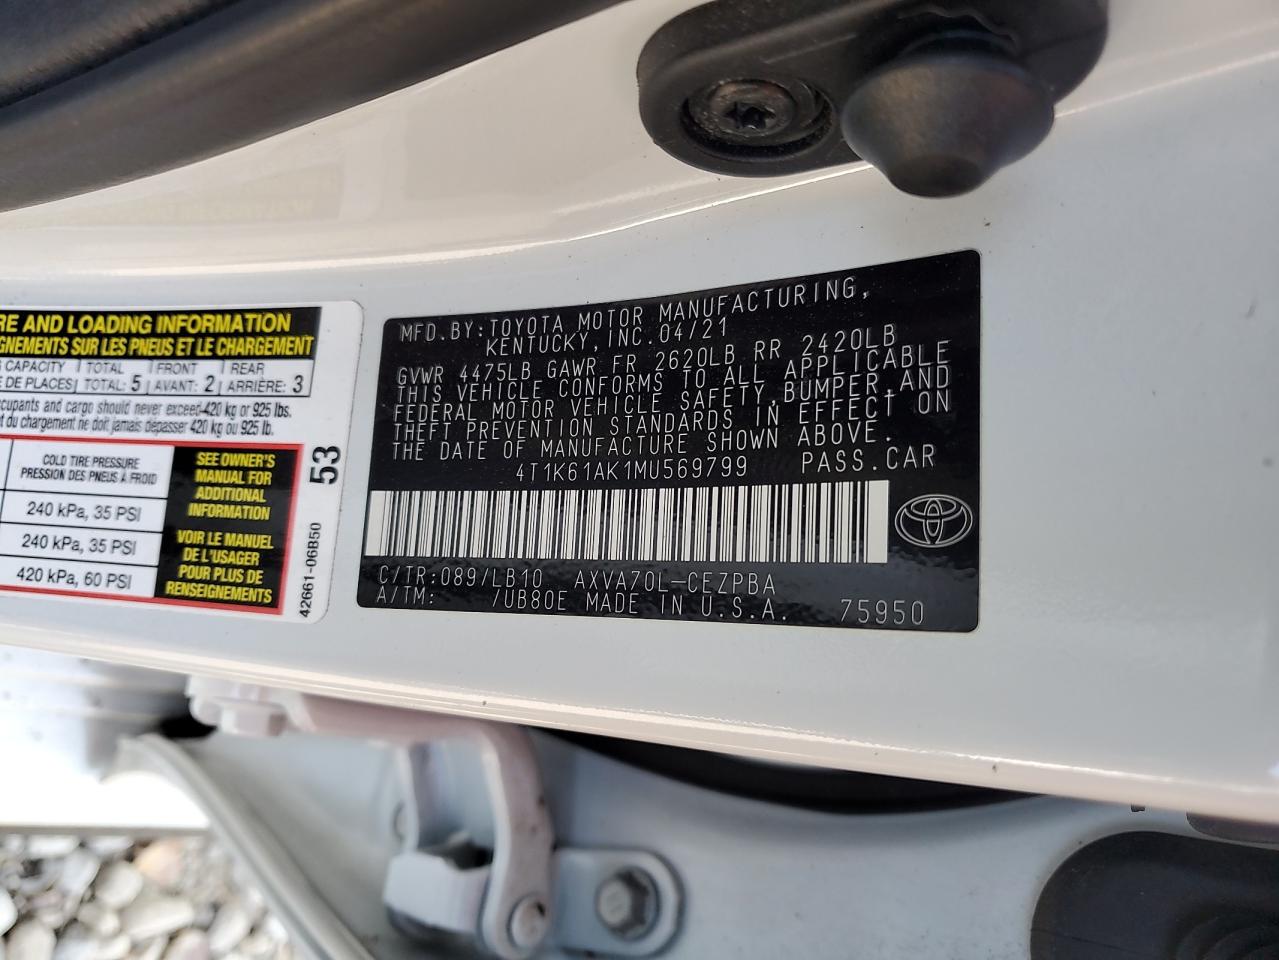 RE AND LOADING INFORMATION
GNEMENTS SUR LES PNEUS ET LE CHARGEMENT
CAPACITY TOTAL FRONT REAR
DE PLACES TOTAL: 5 AVANT: 2 ARRIÈRE: 3
cupants and cargo should never exceed 420 kg or 925 lbs.
t du chargement ne doit jamais dépasser 420 kg ou 925 lb.
COLD TIRE PRESSURE
PRESSION DES PNEUS À FROID
240 kPa, 35 PSI
240 kPa, 35 PSI
420 kPa, 60 PSI
SEE OWNER'S
MANUAL FOR
ADDITIONAL
INFORMATION
VOIR LE MANUEL
DE L'USAGER
POUR PLUS DE
RENSEIGNEMENTS
53
42661-06B50
MFD.BY:TOYOTA MOTOR MANUFACTURING,
KENTUCKY,INC.04/21
GVWR 4475LB GAWR FR 2620LB RR 2420LB
THIS VEHICLE CONFORMS TO ALL APPLICABLE
FEDERAL MOTOR VEHICLE SAFETY,BUMPER,AND
THEFT PREVENTION STANDARDS IN EFFECT ON
THE DATE OF MANUFACTURE SHOWN ABOVE.
4T1K61AK1MU569799 PASS.CAR
C/TR:089/LB10 AXVA70L-CEZPBA
A/TM: /UB80E MADE IN U.S.A. 75950